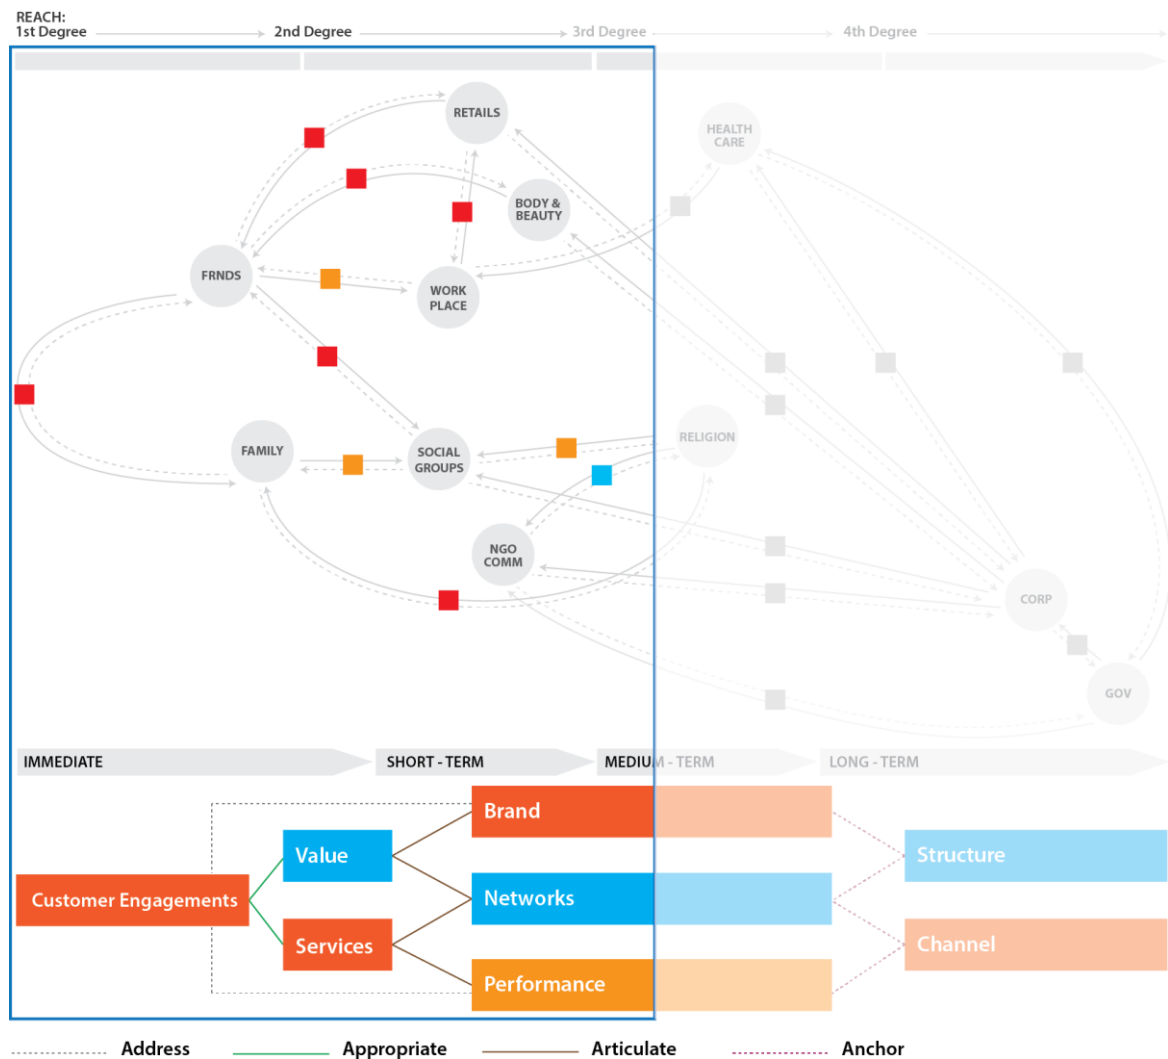 REACH:
1st Degree
2nd Degree
3rd Degree
4th Degree
RETAILS
HEALTH
CARE
BODY &
BEAUTY
FRNDS
WORK
PLACE
FAMILY
SOCIAL
GROUPS
RELIGION
NGO
COMM
CORP
GOV
IMMEDIATE
SHORT - TERM
MEDIUM - TERM
LONG - TERM
Brand
Value
Structure
Customer Engagements
Networks
Services
Channel
Performance
Address
Appropriate
Articulate
Anchor